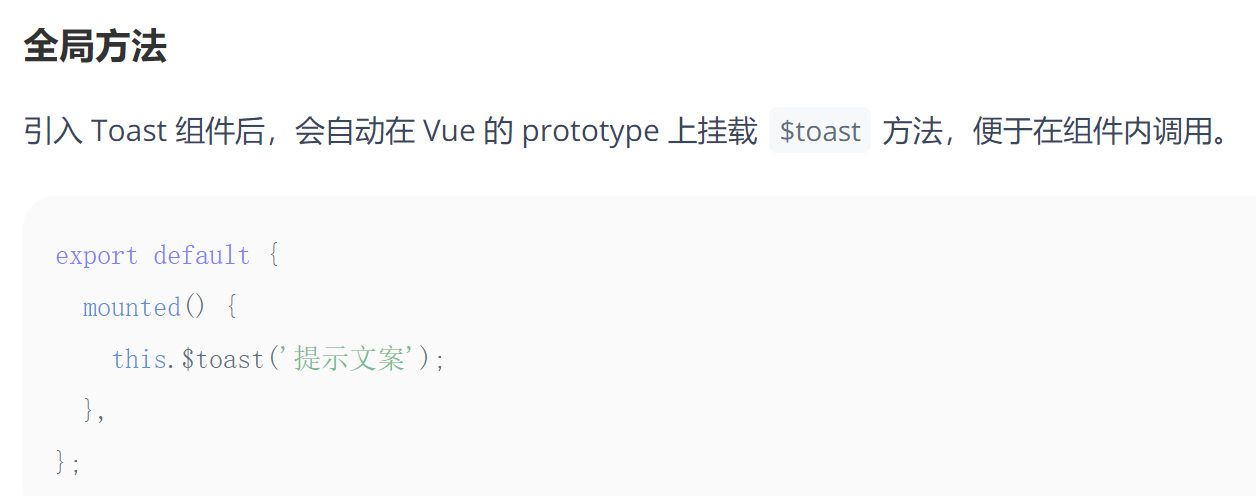 全局方法
引入 Toast 组件后，会自动在 Vue 的 prototype 上挂载 $toast 方法，便于在组件内调用。
export default {
  mounted() {
    this.$toast('提示文案');
  },
};